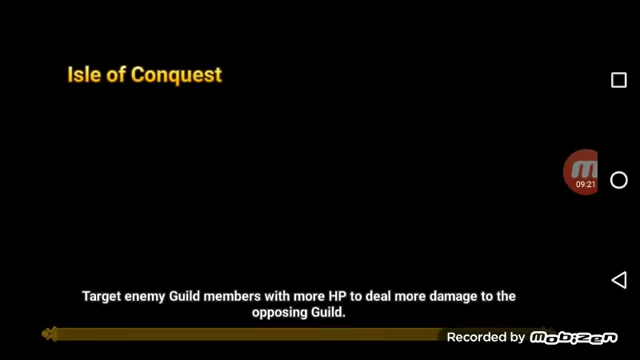 Isle of Conquest
09:21
Target enemy Guild members with more HP to deal more damage to the
opposing Guild.
Recorded by mobizen